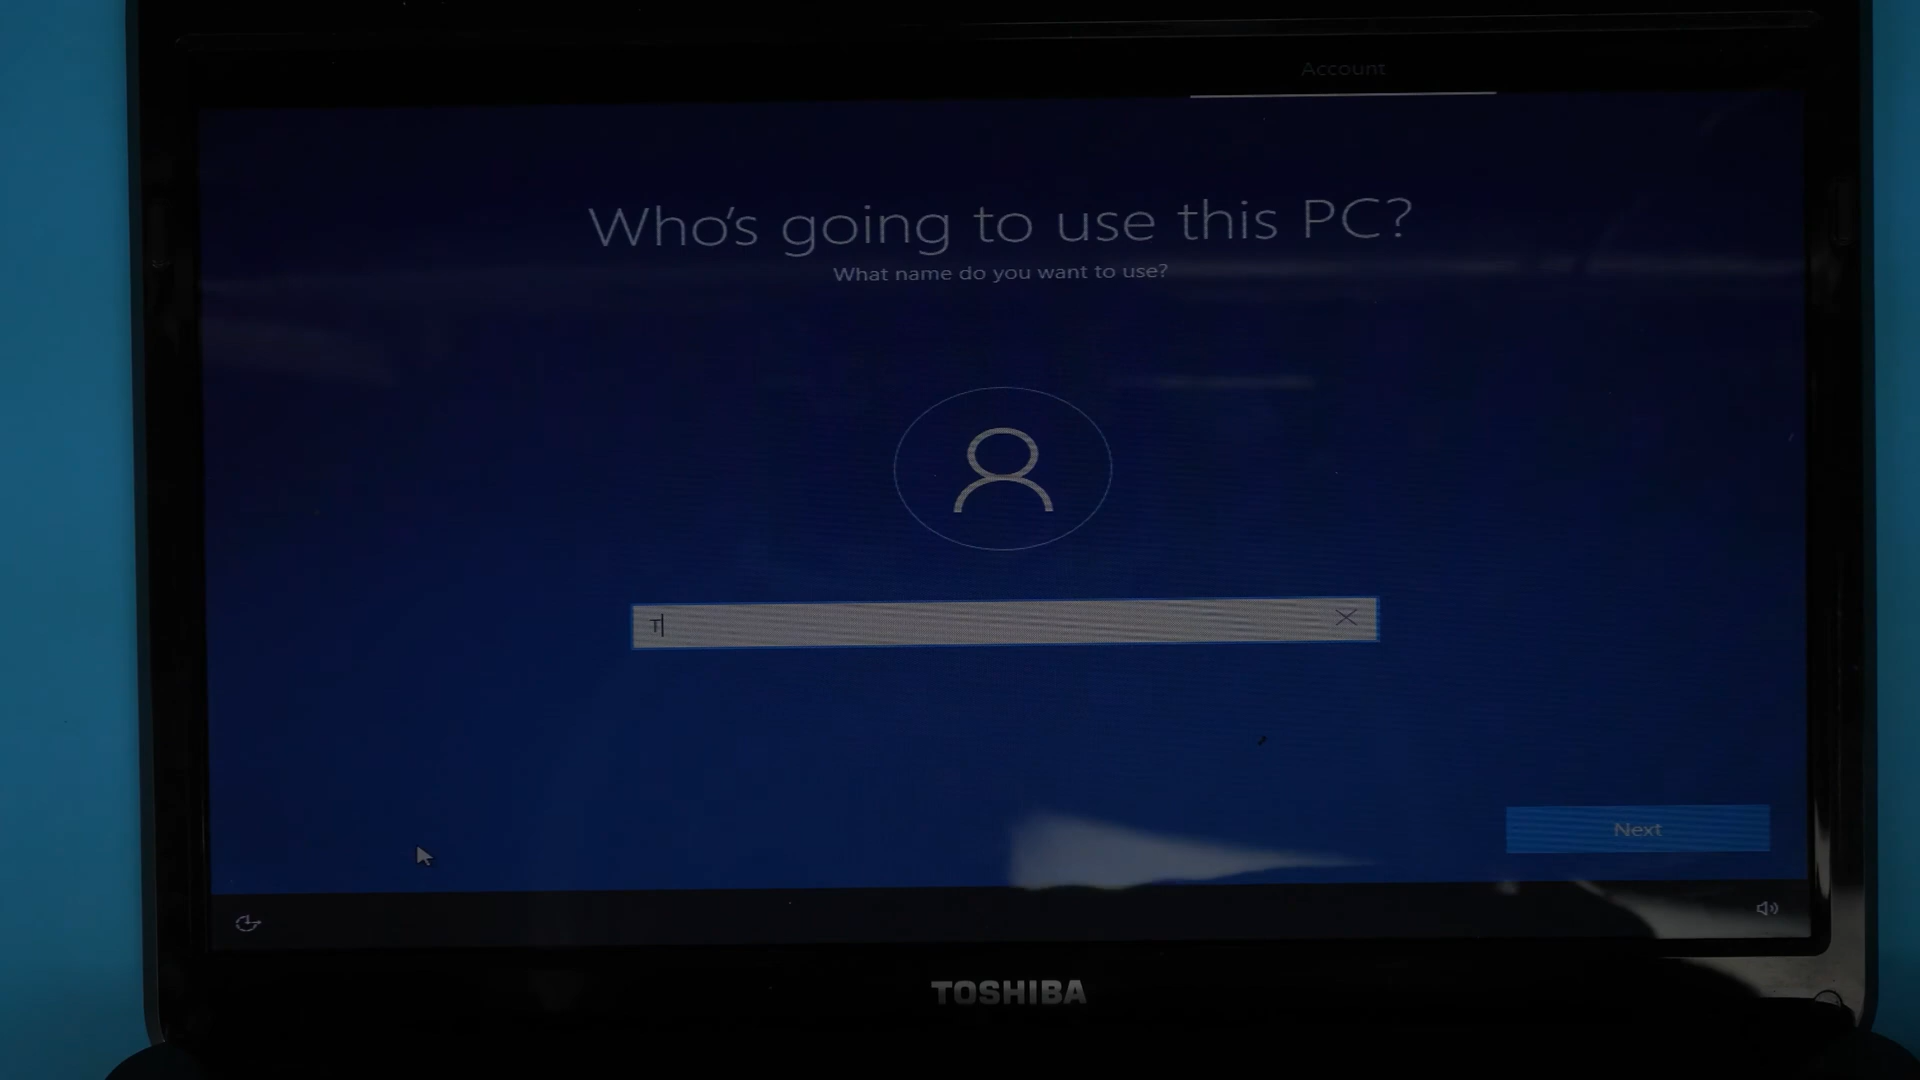 Account
Who's going to use this PC?
What name do you want to use?
T
Next
TOSHIBA